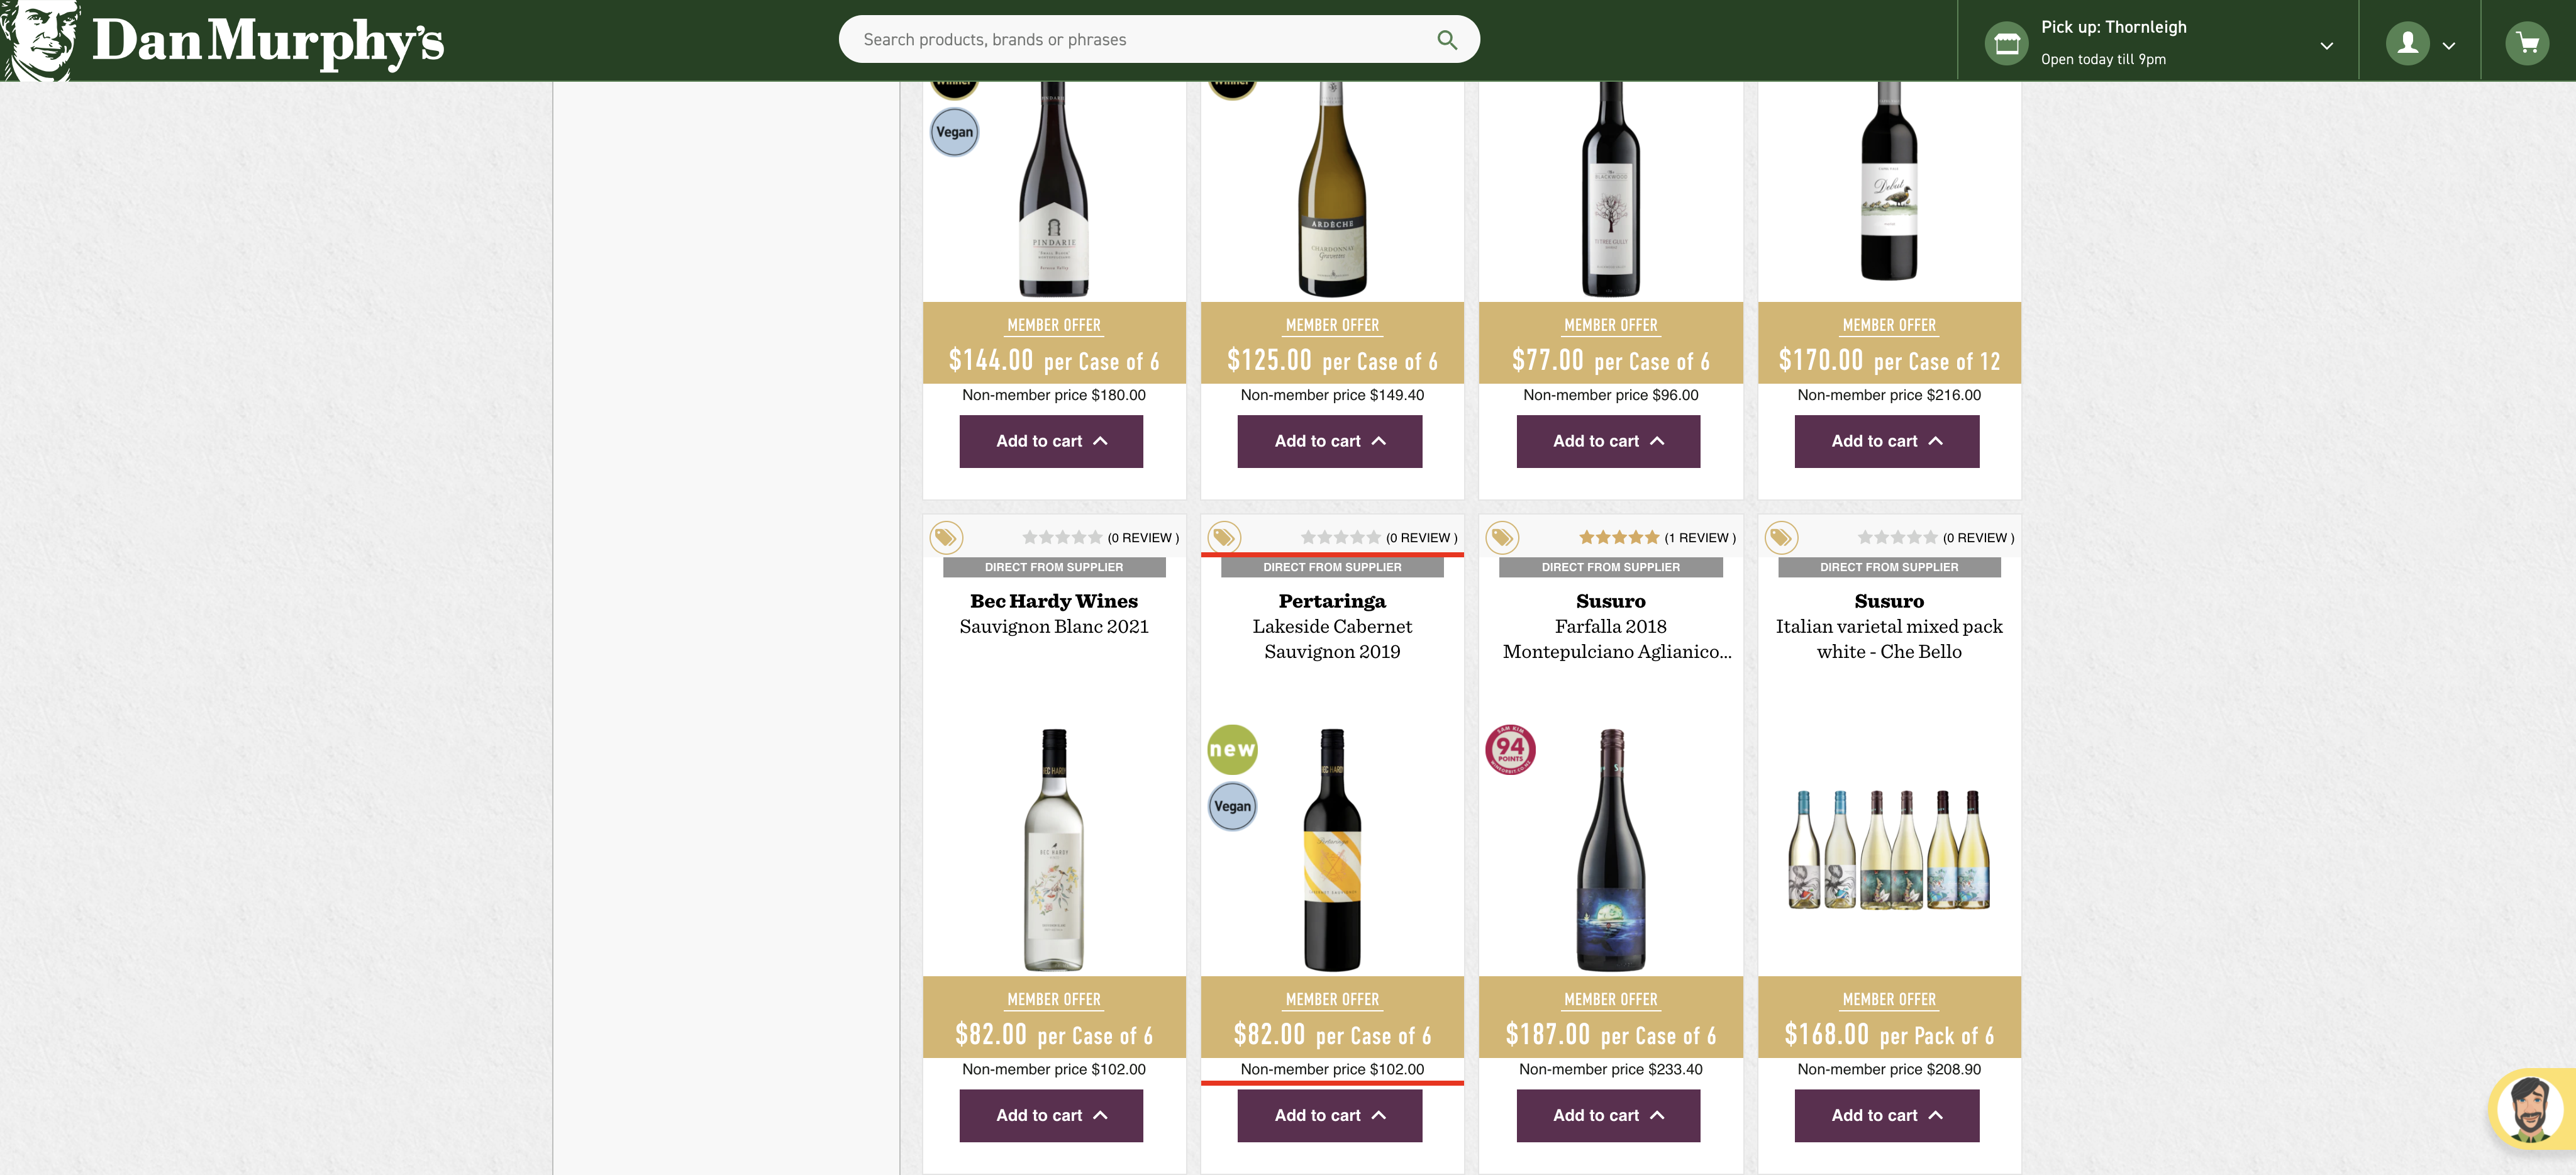 Dan Murphy's
Search products, brands or phrases
Pick up: Thornleigh
Open today till 9pm
Vegan
PINDARIE
ARDÈCHE
CHARDONNAY
BLACKWOOD
TI TREE GULLY
Debut
MEMBER OFFER
$144.00 per Case of 6
Non-member price $180.00
Add to cart
MEMBER OFFER
$125.00 per Case of 6
Non-member price $149.40
Add to cart
MEMBER OFFER
$77.00 per Case of 6
Non-member price $96.00
Add to cart
MEMBER OFFER
$170.00 per Case of 12
Non-member price $216.00
Add to cart
(0 REVIEW )
DIRECT FROM SUPPLIER
Bec Hardy Wines
Sauvignon Blanc 2021
BEC HARDY
MEMBER OFFER
$82.00 per Case of 6
Non-member price $102.00
Add to cart
(0 REVIEW )
DIRECT FROM SUPPLIER
Pertaringa
Lakeside Cabernet
Sauvignon 2019
new
Vegan
MEMBER OFFER
$82.00 per Case of 6
Non-member price $102.00
Add to cart
(1 REVIEW )
DIRECT FROM SUPPLIER
Susuro
Farfalla 2018
Montepulciano Aglianico...
SAM KIM
94
POINTS
MEMBER OFFER
$187.00 per Case of 6
Non-member price $233.40
Add to cart
(0 REVIEW )
DIRECT FROM SUPPLIER
Susuro
Italian varietal mixed pack
white - Che Bello
MEMBER OFFER
$168.00 per Pack of 6
Non-member price $208.90
Add to cart